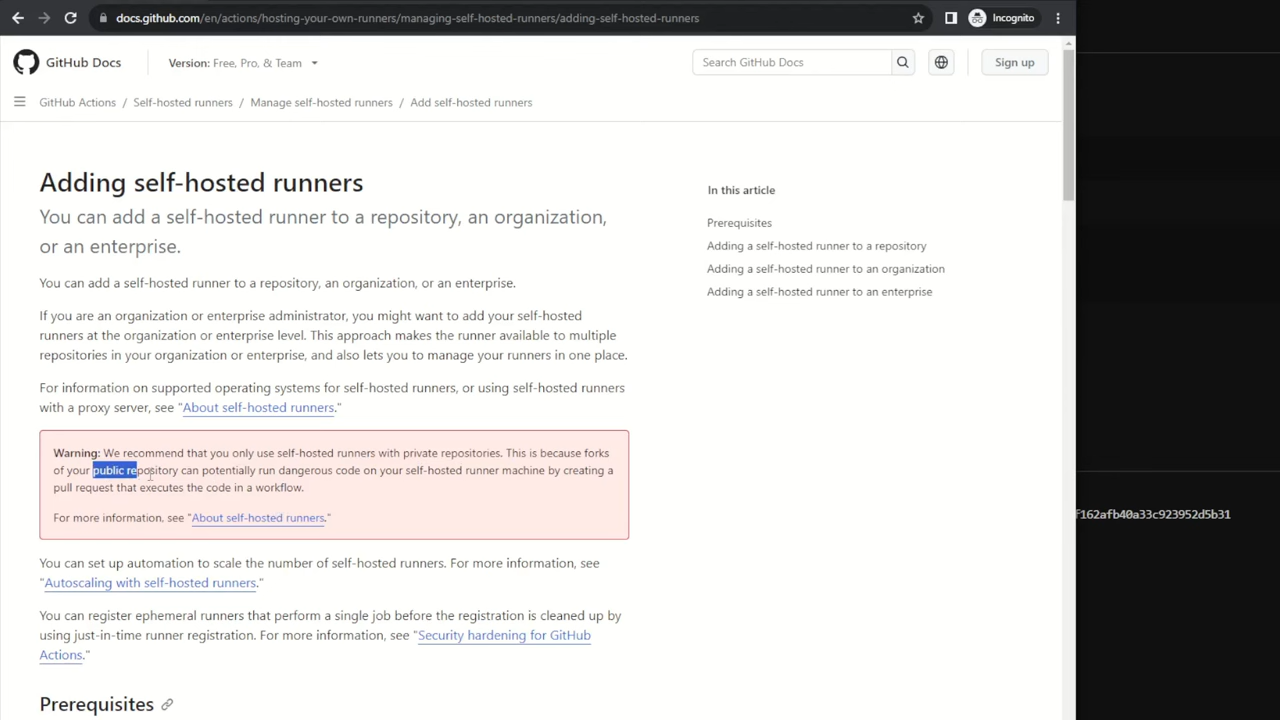 docs.github.com/en/actions/hosting-your-own-runners/managing-self-hosted-runners/adding-self-hosted-runners
Incognito
GitHub Docs
Version: Free, Pro, & Team
Search GitHub Docs
Sign up
GitHub Actions / Self-hosted runners / Manage self-hosted runners / Add self-hosted runners
Adding self-hosted runners
You can add a self-hosted runner to a repository, an organization,
or an enterprise.
You can add a self-hosted runner to a repository, an organization, or an enterprise.
If you are an organization or enterprise administrator, you might want to add your self-hosted
runners at the organization or enterprise level. This approach makes the runner available to multiple
repositories in your organization or enterprise, and also lets you to manage your runners in one place.
For information on supported operating systems for self-hosted runners, or using self-hosted runners
with a proxy server, see "About self-hosted runners."
Warning: We recommend that you only use self-hosted runners with private repositories. This is because forks
of your public repository can potentially run dangerous code on your self-hosted runner machine by creating a
pull request that executes the code in a workflow.
For more information, see "About self-hosted runners."
You can set up automation to scale the number of self-hosted runners. For more information, see
"Autoscaling with self-hosted runners."
You can register ephemeral runners that perform a single job before the registration is cleaned up by
using just-in-time runner registration. For more information, see "Security hardening for GitHub
Actions."
Prerequisites
In this article
Prerequisites
Adding a self-hosted runner to a repository
Adding a self-hosted runner to an organization
Adding a self-hosted runner to an enterprise
f162afb40a33c923952d5b31